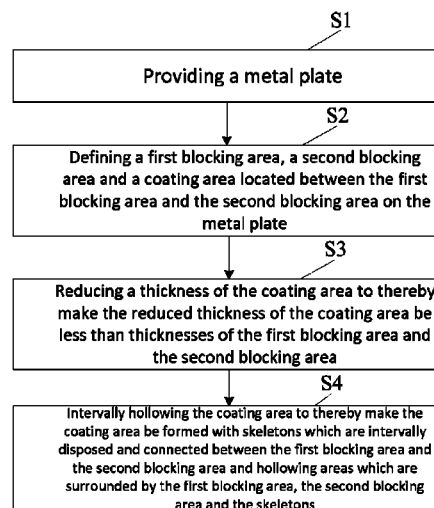 S1
Providing a metal plate
S2
Defining a first blocking area, a second blocking
area and a coating area located between the first
blocking area and the second blocking area on the
metal plate
S3
Reducing a thickness of the coating area to thereby
make the reduced thickness of the coating area be
less than thicknesses of the first blocking area and
the second blocking area
S4
Intervally hollowing the coating area to thereby make the
coating area be formed with skeletons which are intervally
disposed and connected between the first blocking area and
the second blocking area and hollowing areas which are
surrounded by the first blocking area, the second blocking
area and the skeletons